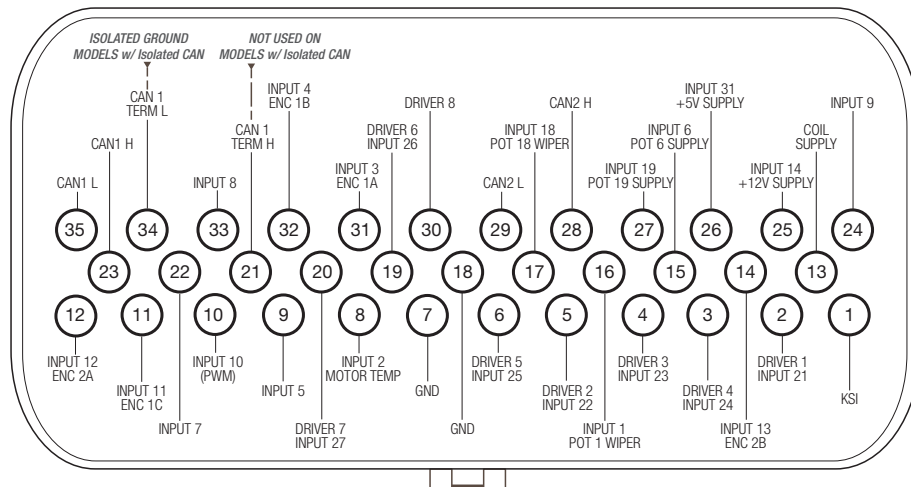 ISOLATED GROUND
MODELS w/ Isolated CAN
NOT USED ON
MODELS w/ Isolated CAN
CAN 1
TERM L
INPUT 4
ENC 1B
DRIVER 8
CAN2 H
INPUT 31
+5V SUPPLY
INPUT 9
CAN1 H
CAN 1
TERM H
DRIVER 6
INPUT 26
INPUT 18
POT 18 WIPER
INPUT 6
POT 6 SUPPLY
COIL
SUPPLY
CAN1 L
INPUT 8
INPUT 3
ENC 1A
CAN2 L
INPUT 19
POT 19 SUPPLY
INPUT 14
+12V SUPPLY
35 34 33 32 31 30 29 28 27 26 25 24
23 22 21 20 19 18 17 16 15 14 13
12 11 10 9 8 7 6 5 4 3 2 1
INPUT 12
ENC 2A
INPUT 10
(PWM)
INPUT 2
MOTOR TEMP
DRIVER 5
INPUT 25
DRIVER 3
INPUT 23
DRIVER 1
INPUT 21
INPUT 11
ENC 1C
INPUT 5
GND
DRIVER 2
INPUT 22
DRIVER 4
INPUT 24
KSI
INPUT 7
DRIVER 7
INPUT 27
GND
INPUT 1
POT 1 WIPER
INPUT 13
ENC 2B